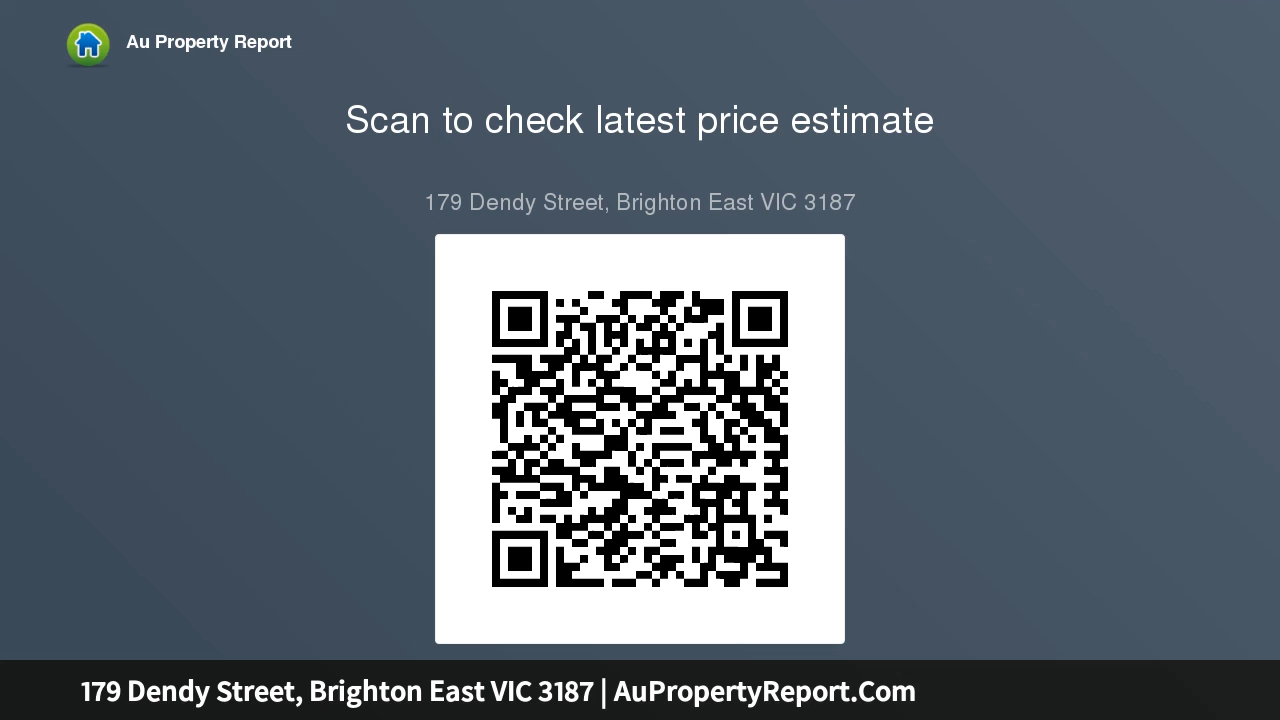 Au Property Report
Scan to check latest price estimate
179 Dendy Street, Brighton East VIC 3187
179 Dendy Street, Brighton East VIC 3187 | AuPropertyReport.Com